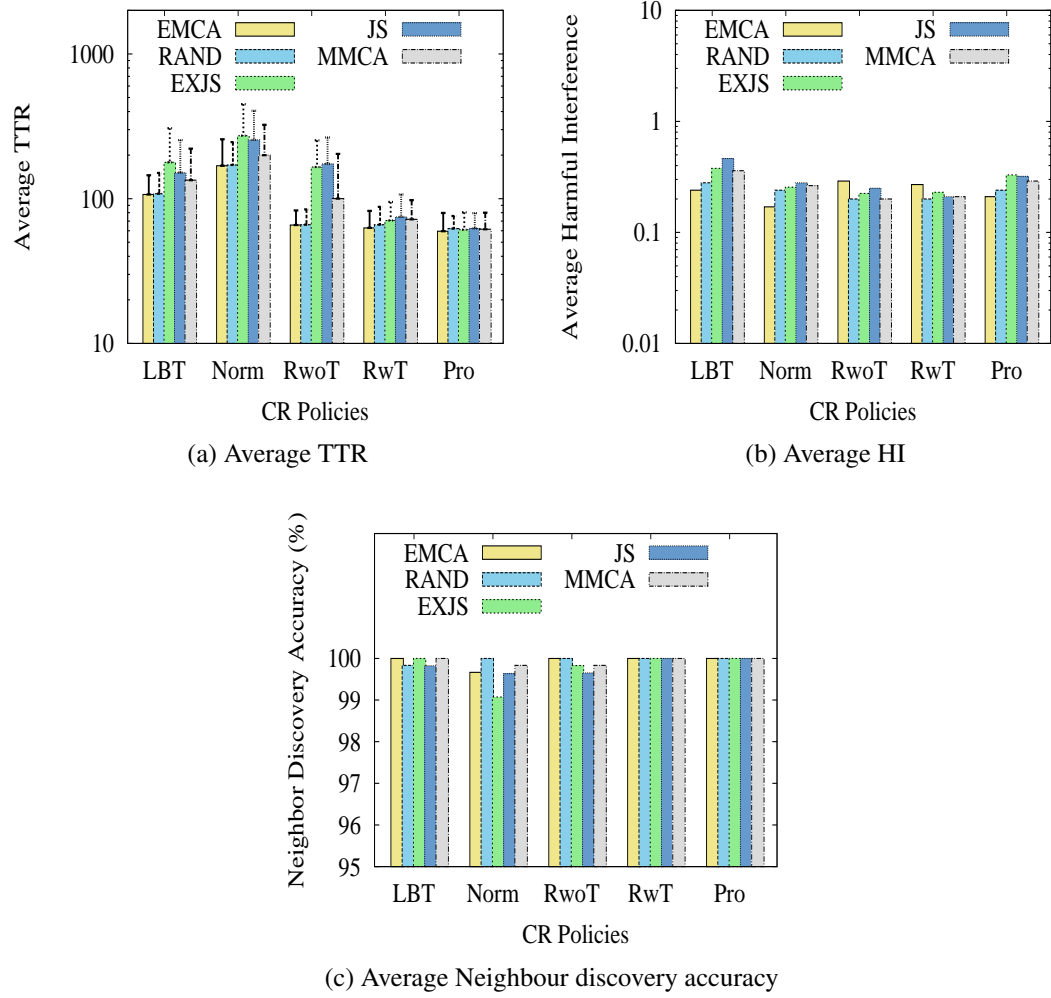 EMCA
RAND
EXJS
JS
MMCA
Average TTR
1000
100
10
LBT Norm RwoT RwT Pro
CR Policies
(a) Average TTR
EMCA
RAND
EXJS
JS
MMCA
Average Harmful Interference
10
1
0.1
0.01
LBT Norm RwoT RwT Pro
CR Policies
(b) Average HI
EMCA
RAND
EXJS
JS
MMCA
Neighbor Discovery Accuracy (%)
100
99
98
97
96
95
LBT Norm RwoT RwT Pro
CR Policies
(c) Average Neighbour discovery accuracy